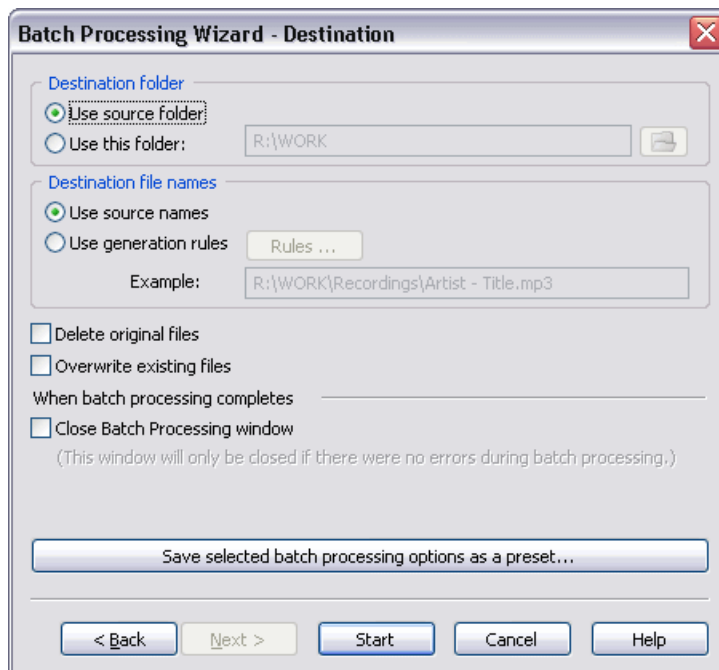 Batch Processing Wizard - Destination
Destination folder
Use source folder
Use this folder:
R:\WORK
Destination file names
Use source names
Use generation rules
Rules ...
Example:
R:\WORK\Recordings\Artist - Title.mp3
Delete original files
Overwrite existing files
When batch processing completes
Close Batch Processing window
(This window will only be closed if there were no errors during batch processing.)
Save selected batch processing options as a preset...
< Back
Next >
Start
Cancel
Help